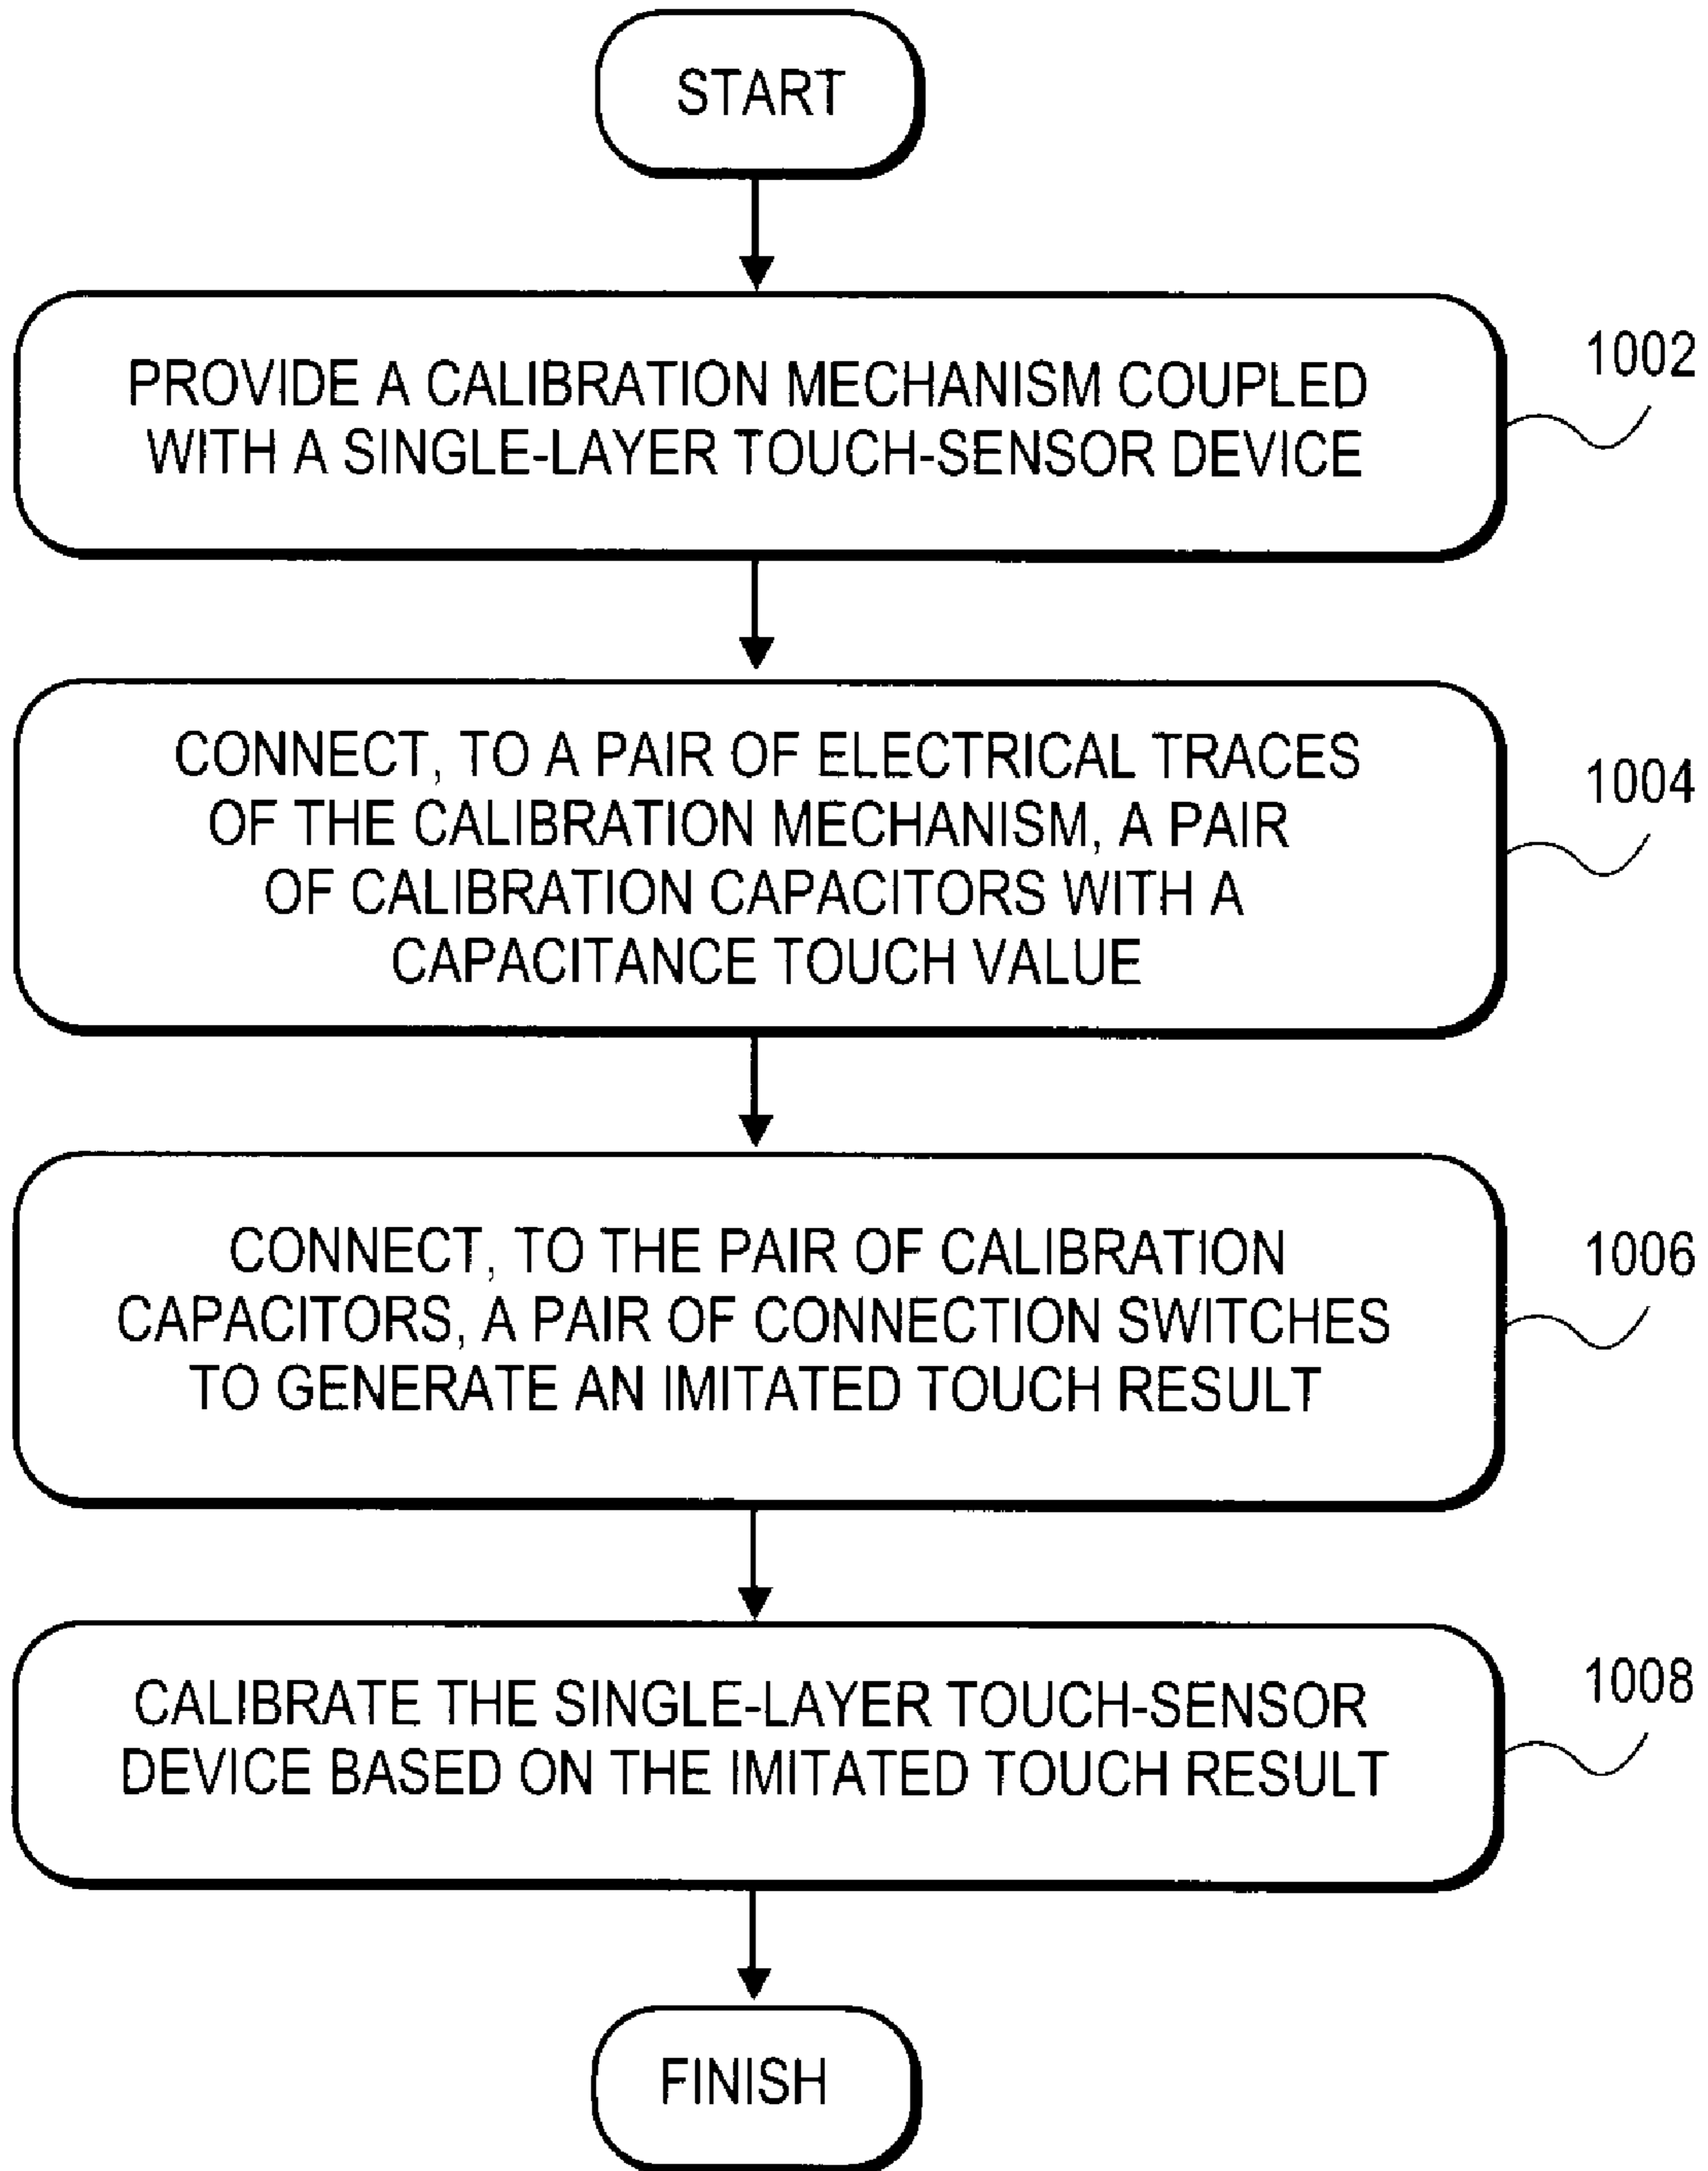 START
PROVIDE A CALIBRATION MECHANISM COUPLED
WITH A SINGLE-LAYER TOUCH-SENSOR DEVICE
1002
CONNECT, TO A PAIR OF ELECTRICAL TRACES
OF THE CALIBRATION MECHANISM, A PAIR
OF CALIBRATION CAPACITORS WITH A
CAPACITANCE TOUCH VALUE
1004
CONNECT, TO THE PAIR OF CALIBRATION
CAPACITORS, A PAIR OF CONNECTION SWITCHES
TO GENERATE AN IMITATED TOUCH RESULT
1006
CALIBRATE THE SINGLE-LAYER TOUCH-SENSOR
DEVICE BASED ON THE IMITATED TOUCH RESULT
1008
FINISH